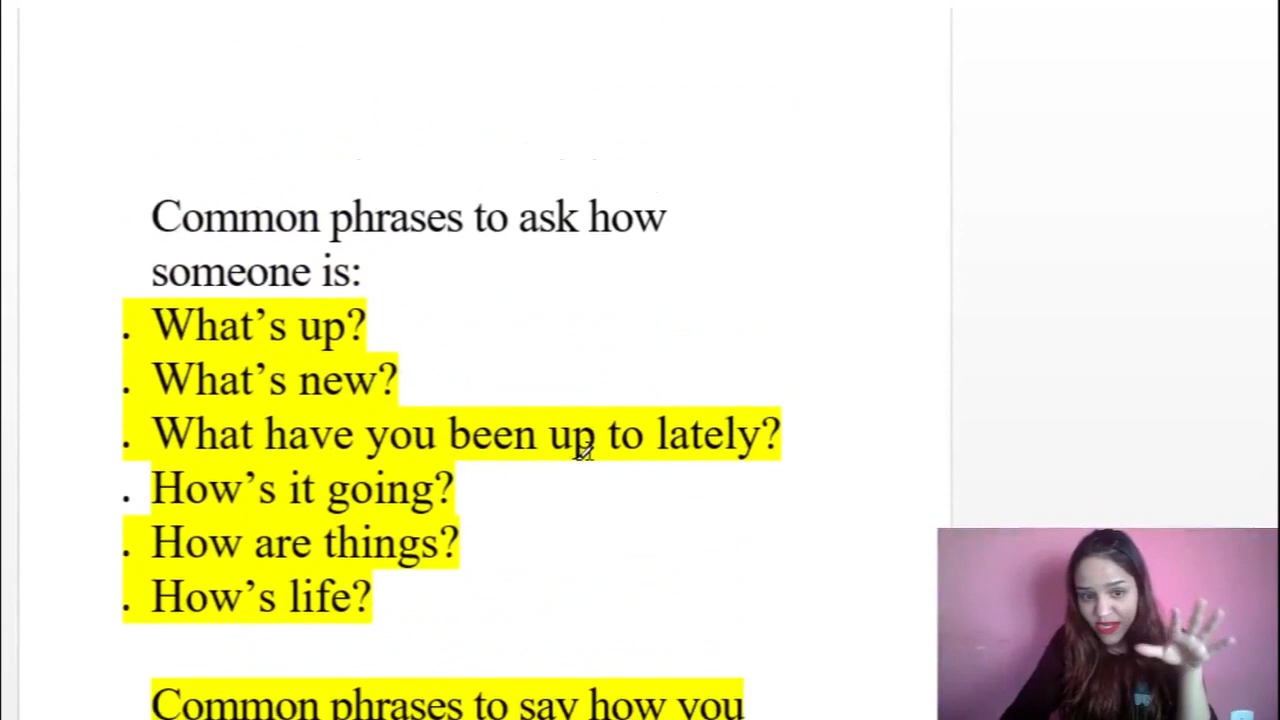 Common phrases to ask how
someone is:
. What’s up?
. What’s new?
. What have you been up to lately?
. How’s it going?
. How are things?
. How’s life?
Common phrases to say how you